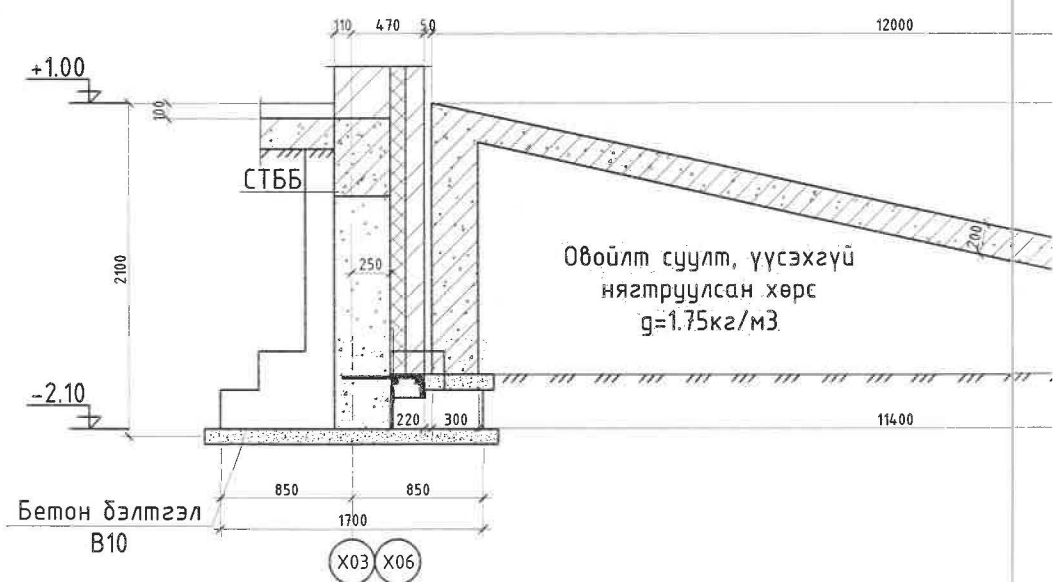 110 470 50 12000
+1.00
100
СТББ
2100
250
200
Овойлт суулт, үүсэхгүй
нягтруулсан хөрс
g=1.75кг/м3
-2.10
220 300 11400
850 850
Бетон бэлтгэл
В10
1700
X03 X06